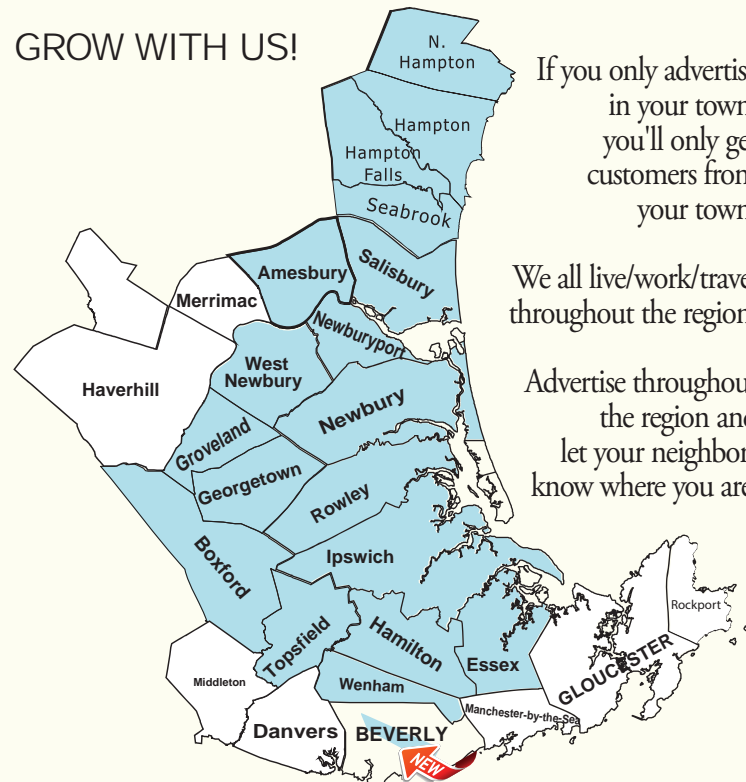 GROW WITH US!
If you only advertis
in your town
you'll only ge
customers from
your town
We all live/work/trave
throughout the region
Advertise throughou
the region and
let your neighbor
know where you are
N.
Hampton
Hampton
Hampton
Falls
Seabrook
Salisbury
Amesbury
Merrimac
Newburyport
West
Newbury
Haverhill
Newbury
Groveland
Georgetown
Rowley
Boxford
Ipswich
Rockport
Topsfield
Hamilton
Essex
GLOUCESTER
Middleton
Wenham
Manchester-by-the-Sea
Danvers
BEVERLY
NEW